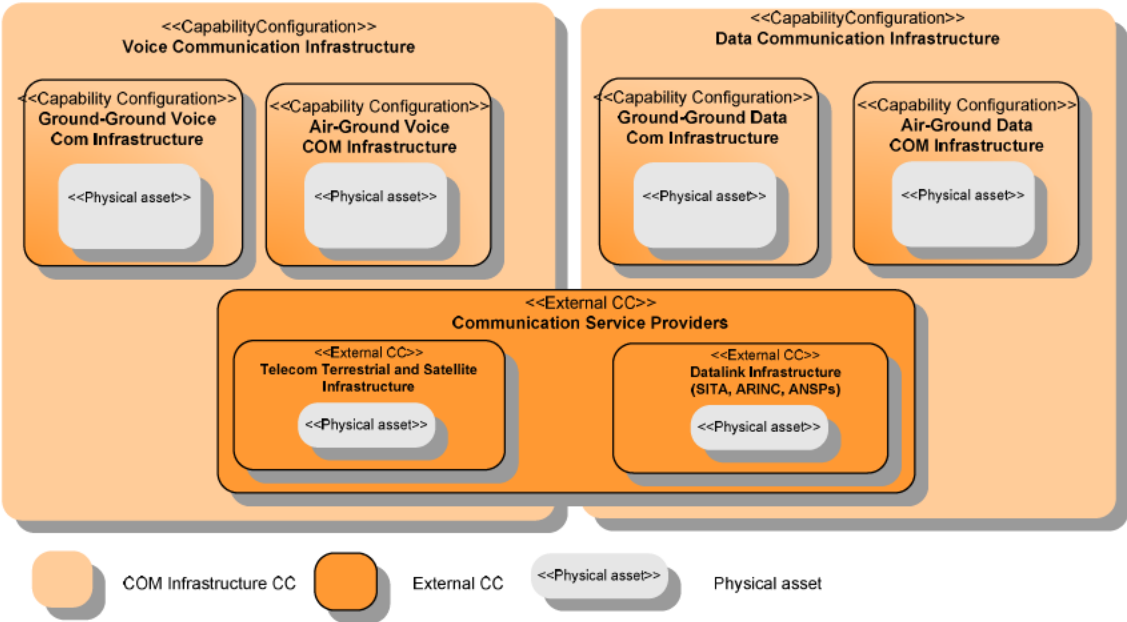 <<CapabilityConfiguration>>
Voice Communication Infrastructure
<<Capability Configuration>>
Ground-Ground Voice
Com Infrastructure
<<Physical asset>>
<<Capability Configuration>>
Air-Ground Voice
COM Infrastructure
<<Physical asset>>
<<CapabilityConfiguration>>
Data Communication Infrastructure
<<Capability Configuration>>
Ground-Ground Data
Com Infrastructure
<<Physical asset>>
<<Capability Configuration>>
Air-Ground Data
COM Infrastructure
<<Physical asset>>
<<External CC>>
Communication Service Providers
<<External CC>>
Telecom Terrestrial and Satellite
Infrastructure
<<Physical asset>>
<<External CC>>
Datalink Infrastructure
(SITA, ARINC, ANSPs)
<<Physical asset>>
COM Infrastructure CC
External CC
<<Physical asset>>
Physical asset